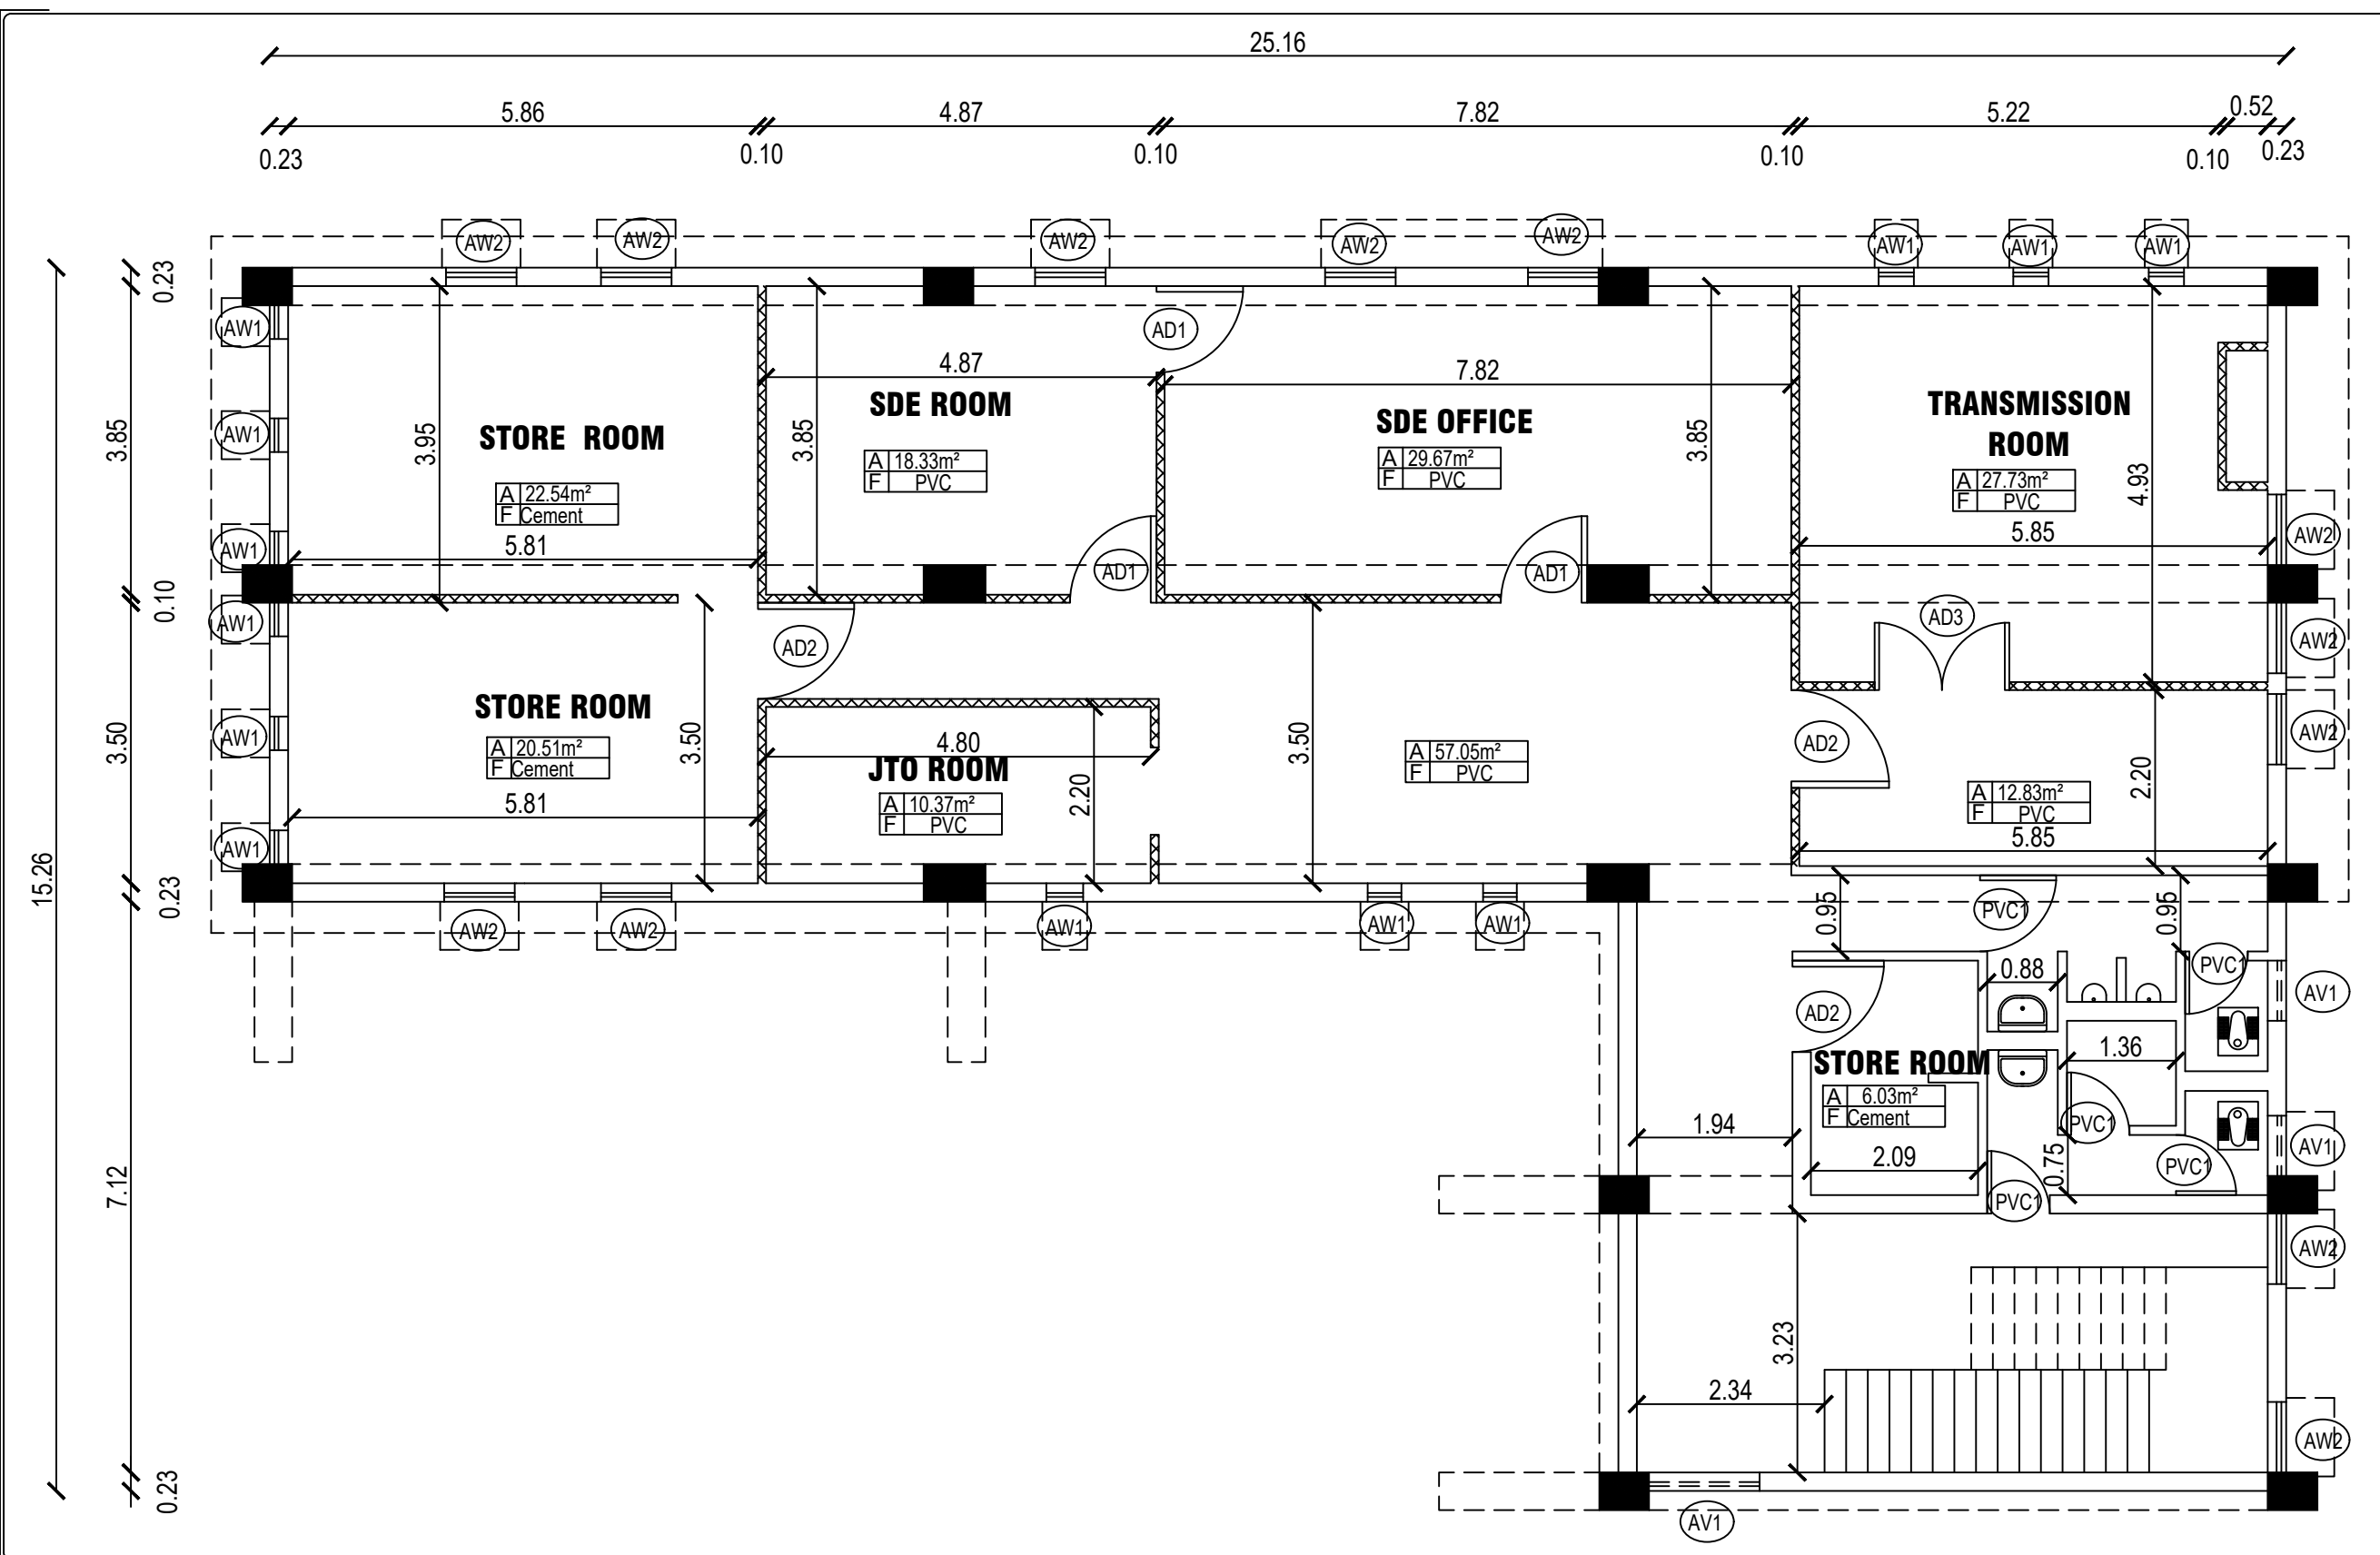 25.16
5.86
4.87
7.82
5.22
0.52
0.23
0.10
0.10
0.10
0.10
0.23
AW2
AW2
AW2
AW2
AW2
AW1
AW1
AW1
0.23
3.85
0.10
3.50
0.23
15.26
7.12
0.23
AW1
AW1
AW1
AW1
AW1
AW1
3.95
STORE ROOM
A 22.54m²
F Cement
5.81
3.85
4.87
SDE ROOM
A 18.33m²
F PVC
AD1
AD1
7.82
SDE OFFICE
A 29.67m²
F PVC
AD1
3.85
TRANSMISSION
ROOM
A 27.73m²
F PVC
4.93
5.85
AD3
AW2
AW2
AW2
STORE ROOM
A 20.51m²
F Cement
5.81
3.50
AD2
4.80
JTO ROOM
A 10.37m²
F PVC
2.20
3.50
A 57.05m²
F PVC
AD2
A 12.83m²
F PVC
5.85
2.20
AW2
AW2
AW1
AW1
AW1
0.95
PVC1
0.95
0.88
PVC1
AV1
AD2
STORE ROOM
A 6.03m²
F Cement
2.09
1.94
1.36
PVC1
0.75
PVC1
PVC1
AV1
AW2
3.23
2.34
AW2
AV1